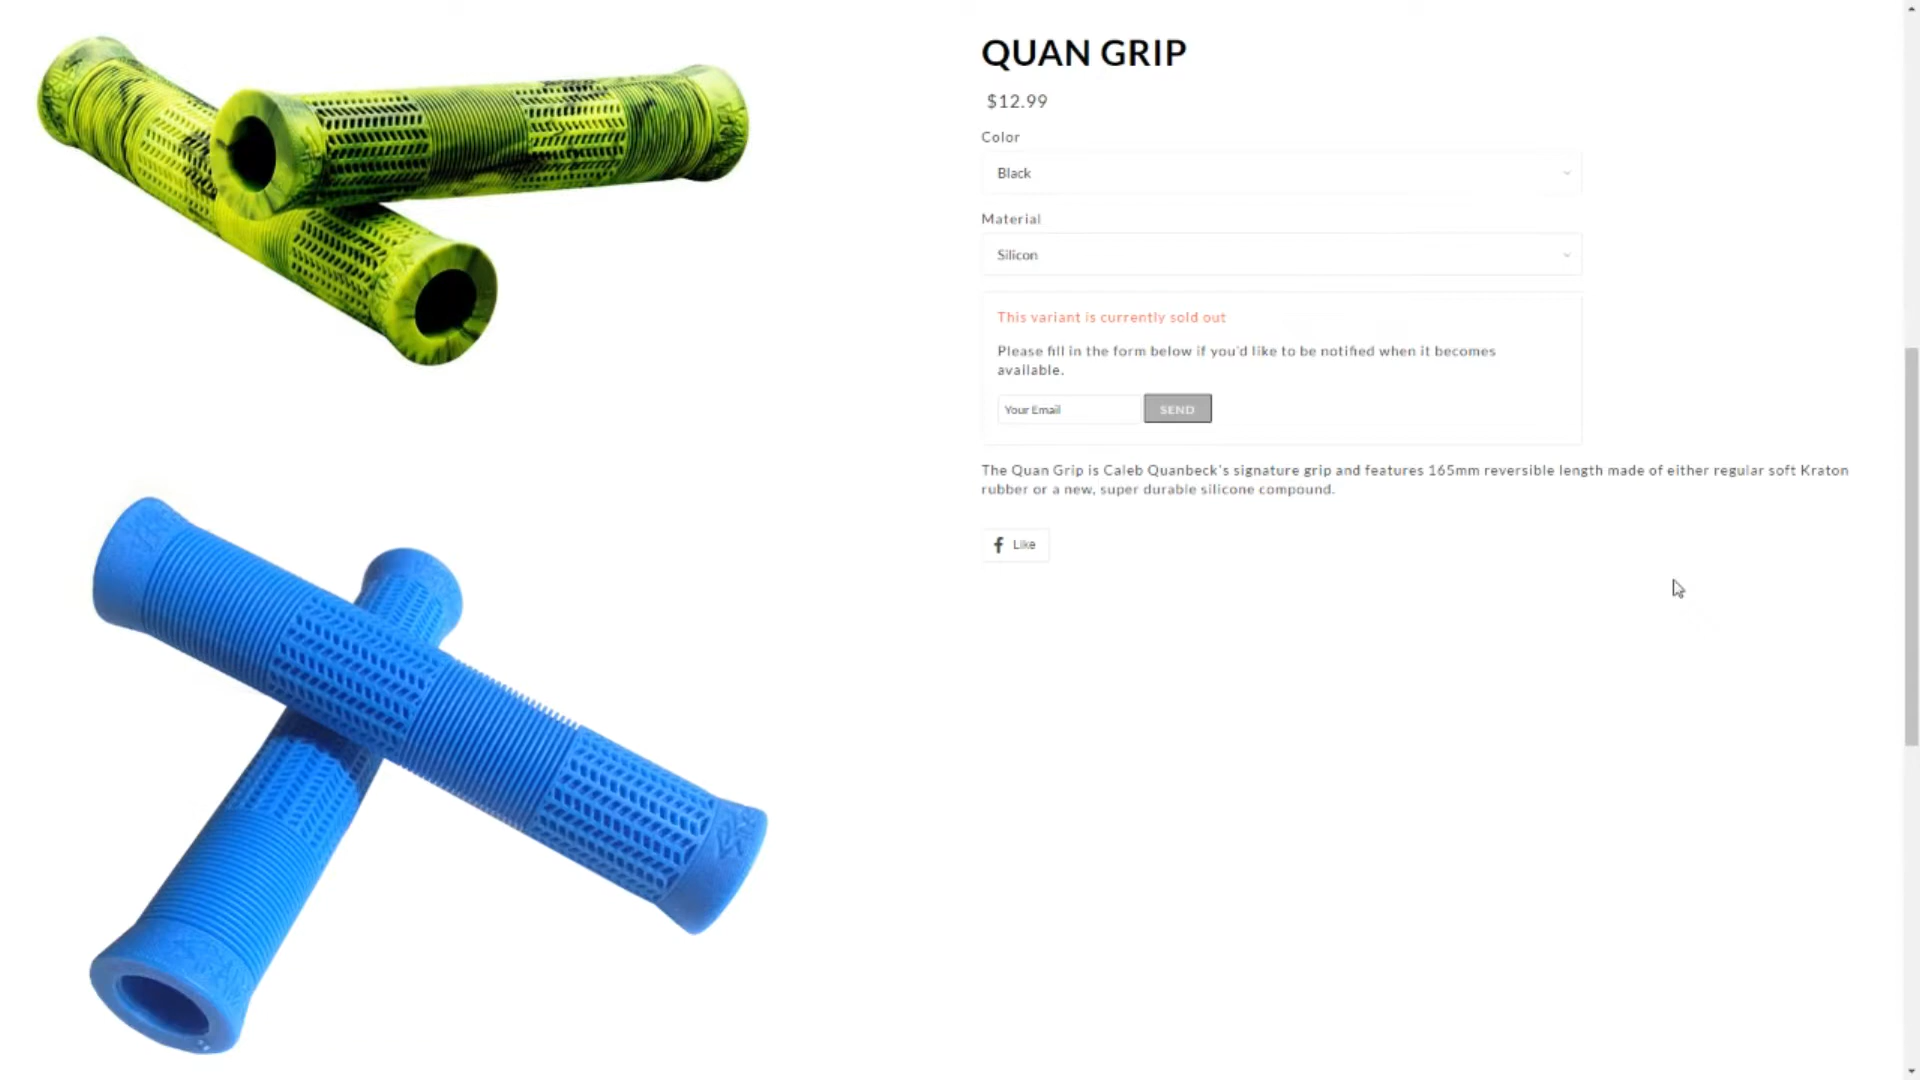 QUAN GRIP
$12.99
Color
Black
Material
Silicon
This variant is currently sold out
Please fill in the form below if you'd like to be notified when it becomes
available.
Your Email
SEND
The Quan Grip is Caleb Quanbeck's signature grip and features 165mm reversible length made of either regular soft Kraton
rubber or a new, super durable silicone compound.
Like